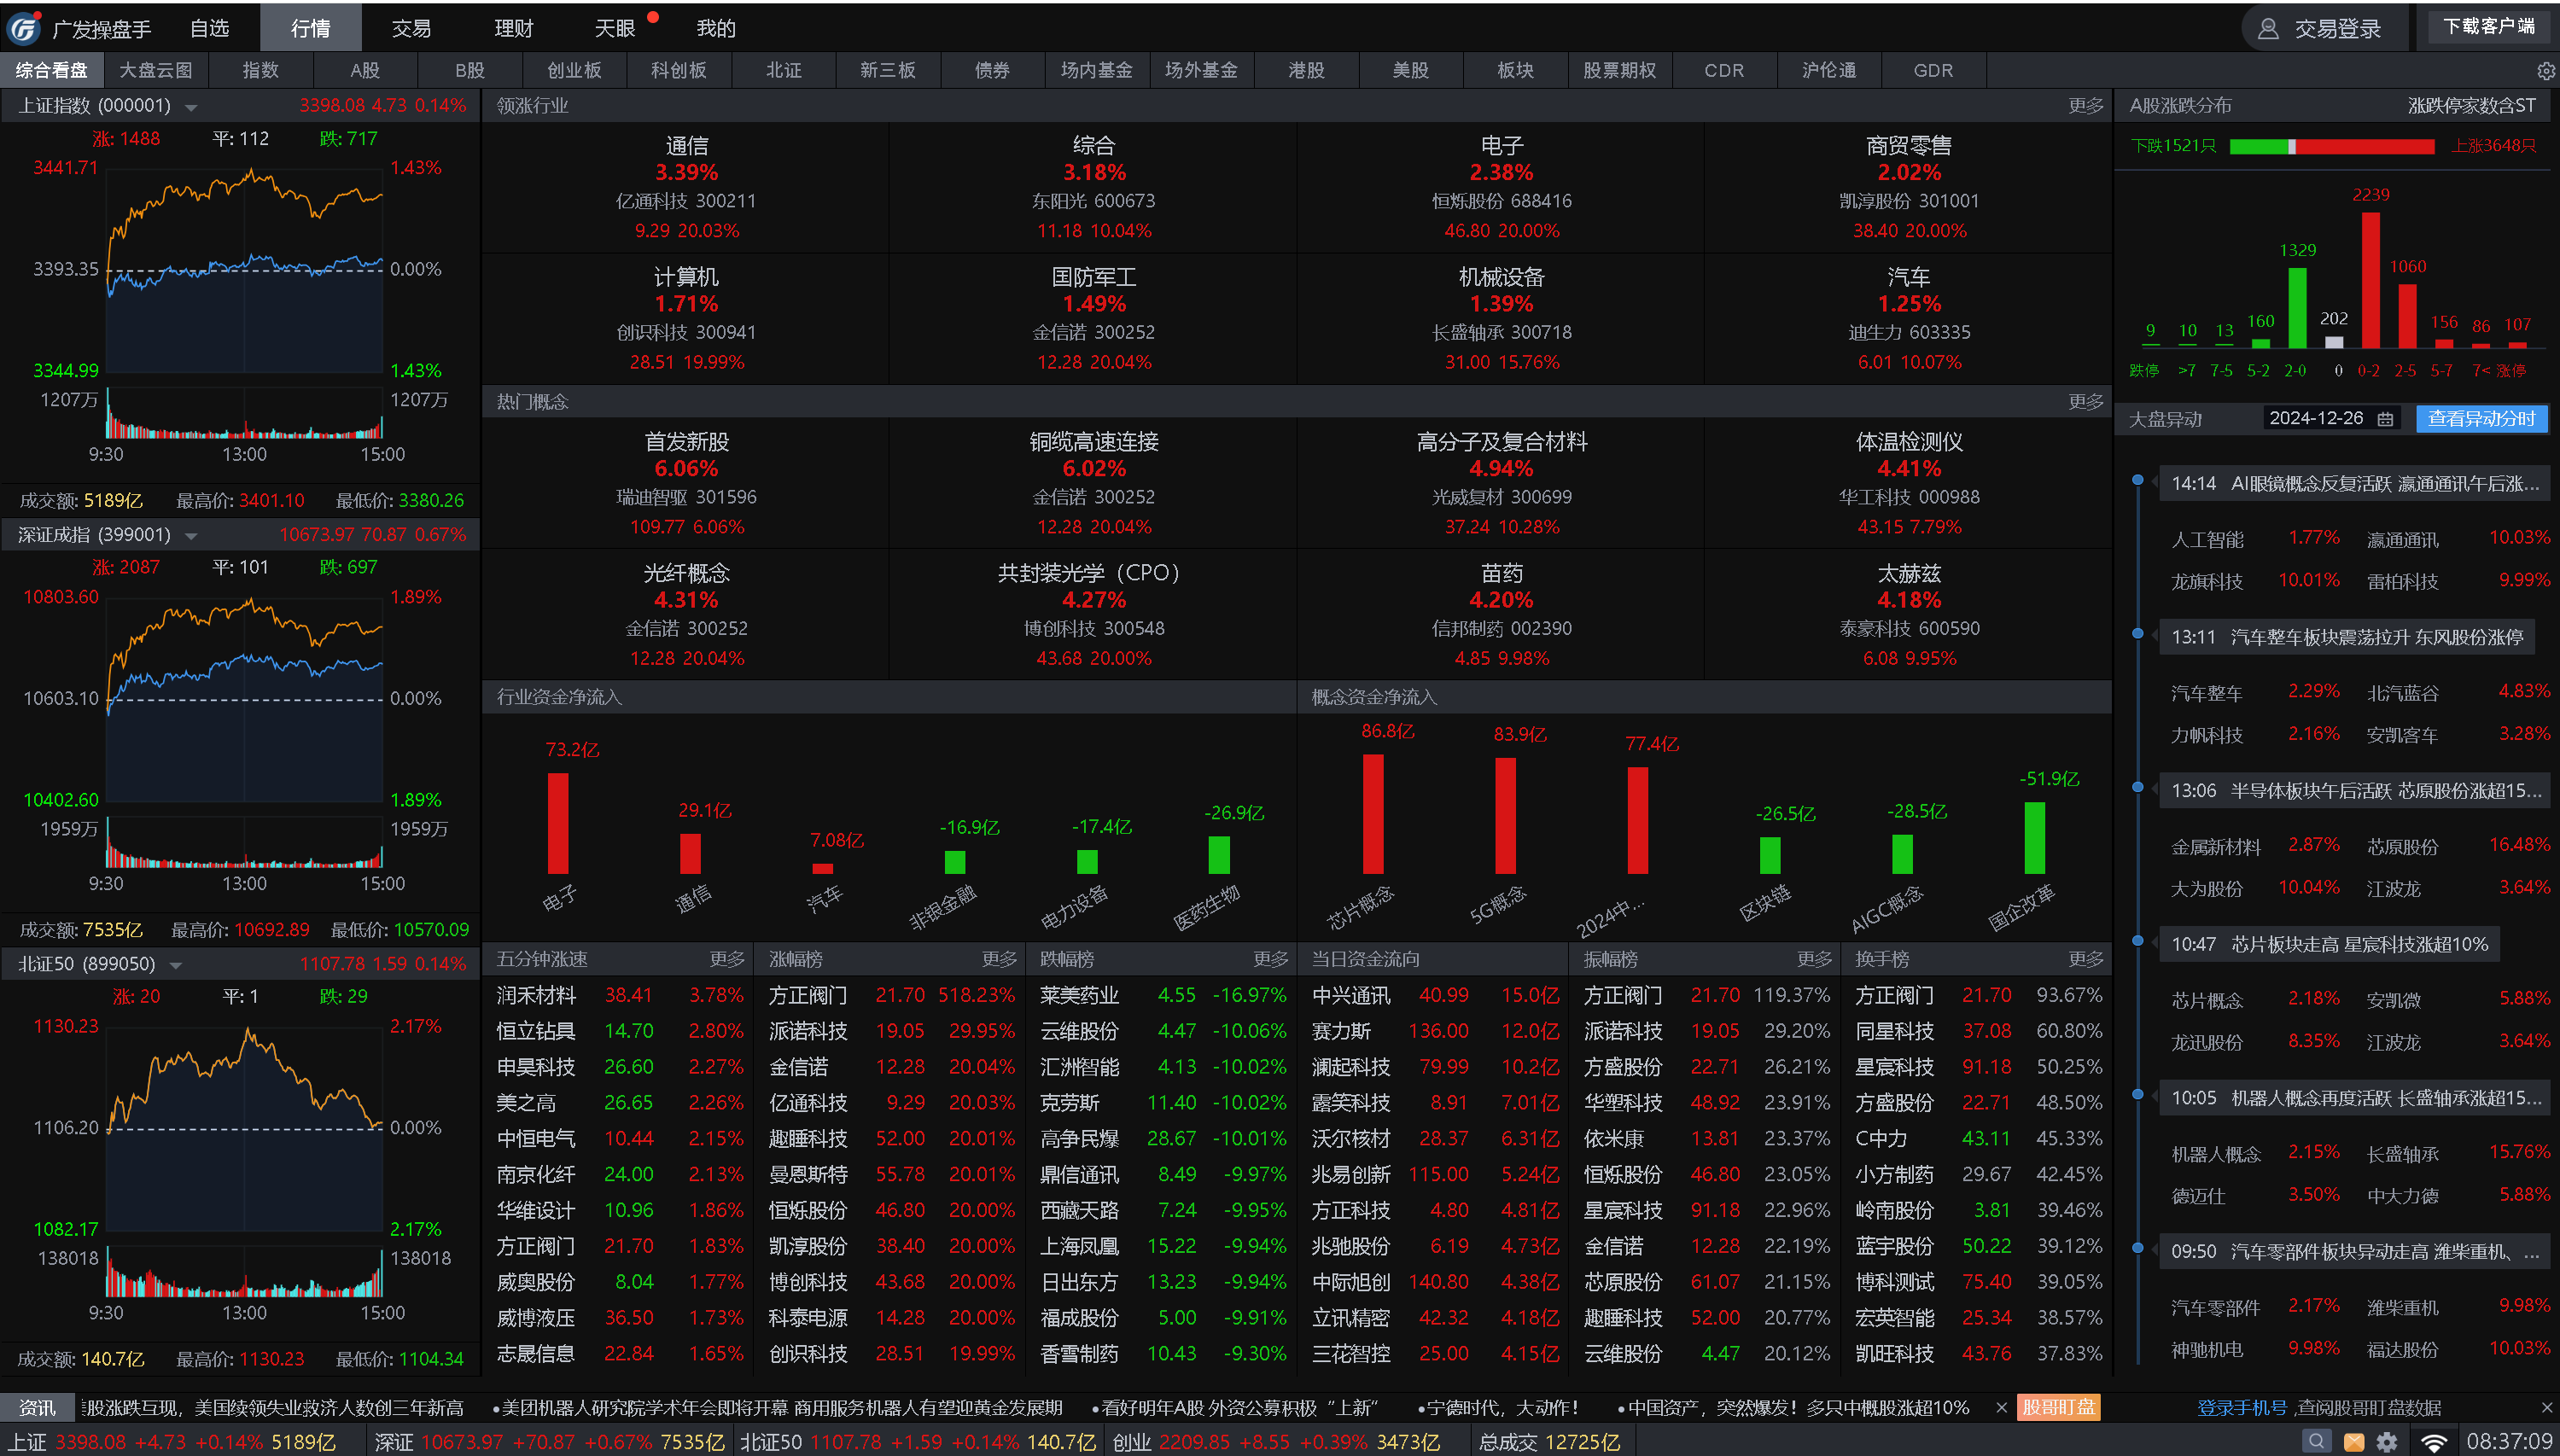 广发操盘手 自选 行情 交易 理财 天眼 我的 交易登录 下载客户端
综合看盘 大盘云图 指数 A股 B股 创业板 科创板 北证 新三板 债券 场内基金 场外基金 港股 美股 板块 股票期权 CDR 沪伦通 GDR
上证指数 (000001) 3398.08 4.73 0.14%
涨: 1488 平: 112 跌: 717
3441.71 1.43%
3393.35 0.00%
3344.99 1.43%
1207万 1207万
9:30 13:00 15:00
成交额: 5189亿 最高价: 3401.10 最低价: 3380.26
深证成指 (399001) 10673.97 70.87 0.67%
涨: 2087 平: 101 跌: 697
10803.60 1.89%
10603.10 0.00%
10402.60 1.89%
1959万 1959万
9:30 13:00 15:00
成交额: 7535亿 最高价: 10692.89 最低价: 10570.09
北证50 (899050) 1107.78 1.59 0.14%
涨: 20 平: 1 跌: 29
1130.23 2.17%
1106.20 0.00%
1082.17 2.17%
138018 138018
9:30 13:00 15:00
成交额: 140.7亿 最高价: 1130.23 最低价: 1104.34
领涨行业 更多
通信 综合 电子 商贸零售
3.39% 3.18% 2.38% 2.02%
亿通科技 300211 东阳光 600673 恒烁股份 688416 凯淳股份 301001
9.29 20.03% 11.18 10.04% 46.80 20.00% 38.40 20.00%
计算机 国防军工 机械设备 汽车
1.71% 1.49% 1.39% 1.25%
创识科技 300941 金信诺 300252 长盛轴承 300718 迪生力 603335
28.51 19.99% 12.28 20.04% 31.00 15.76% 6.01 10.07%
热门概念 更多
首发新股 铜缆高速连接 高分子及复合材料 体温检测仪
6.06% 6.02% 4.94% 4.41%
瑞迪智驱 301596 金信诺 300252 光威复材 300699 华工科技 000988
109.77 6.06% 12.28 20.04% 37.24 10.28% 43.15 7.79%
光纤概念 共封装光学（CPO） 苗药 太赫兹
4.31% 4.27% 4.20% 4.18%
金信诺 300252 博创科技 300548 信邦制药 002390 泰豪科技 600590
12.28 20.04% 43.68 20.00% 4.85 9.98% 6.08 9.95%
行业资金净流入
73.2亿 29.1亿 7.08亿 -16.9亿 -17.4亿 -26.9亿
电子 通信 汽车 非银金融 电力设备 医药生物
概念资金净流入
86.8亿 83.9亿 77.4亿 -26.5亿 -28.5亿 -51.9亿
芯片概念 5G概念 2024中... 区块链 AIGC概念 国企改革
五分钟涨速 更多
润禾材料 38.41 3.78%
恒立钻具 14.70 2.80%
申昊科技 26.60 2.27%
美之高 26.65 2.26%
中恒电气 10.44 2.15%
南京化纤 24.00 2.13%
华维设计 10.96 1.86%
方正阀门 21.70 1.83%
威奥股份 8.04 1.77%
威博液压 36.50 1.73%
志晟信息 22.84 1.65%
涨幅榜 更多
方正阀门 21.70 518.23%
派诺科技 19.05 29.95%
金信诺 12.28 20.04%
亿通科技 9.29 20.03%
趣睡科技 52.00 20.01%
曼恩斯特 55.78 20.01%
恒烁股份 46.80 20.00%
凯淳股份 38.40 20.00%
博创科技 43.68 20.00%
科泰电源 14.28 20.00%
创识科技 28.51 19.99%
跌幅榜 更多
莱美药业 4.55 -16.97%
云维股份 4.47 -10.06%
汇洲智能 4.13 -10.02%
克劳斯 11.40 -10.02%
高争民爆 28.67 -10.01%
鼎信通讯 8.49 -9.97%
西藏天路 7.24 -9.95%
上海凤凰 15.22 -9.94%
日出东方 13.23 -9.94%
福成股份 5.00 -9.91%
香雪制药 10.43 -9.30%
当日资金流向
中兴通讯 40.99 15.0亿
赛力斯 136.00 12.0亿
澜起科技 79.99 10.2亿
露笑科技 8.91 7.01亿
沃尔核材 28.37 6.31亿
兆易创新 115.00 5.24亿
方正科技 4.80 4.81亿
兆驰股份 6.19 4.73亿
中际旭创 140.80 4.38亿
立讯精密 42.32 4.18亿
三花智控 25.00 4.15亿
振幅榜 更多
方正阀门 21.70 119.37%
派诺科技 19.05 29.20%
方盛股份 22.71 26.21%
华塑科技 48.92 23.91%
依米康 13.81 23.37%
恒烁股份 46.80 23.05%
星宸科技 91.18 22.96%
金信诺 12.28 22.19%
芯原股份 61.07 21.15%
趣睡科技 52.00 20.77%
云维股份 4.47 20.12%
换手榜 更多
方正阀门 21.70 93.67%
同星科技 37.08 60.80%
星宸科技 91.18 50.25%
方盛股份 22.71 48.50%
C中力 43.11 45.33%
小方制药 29.67 42.45%
岭南股份 3.81 39.46%
蓝宇股份 50.22 39.12%
博科测试 75.40 39.05%
宏英智能 25.34 38.57%
凯旺科技 43.76 37.83%
A股涨跌分布 涨跌停家数含ST
下跌1521只 上涨3648只
9 10 13 160 1329 202 2239 1060 156 86 107
跌停 >7 7-5 5-2 2-0 0 0-2 2-5 5-7 7< 涨停
大盘异动 2024-12-26 查看异动分时
14:14 AI眼镜概念反复活跃 瀛通通讯午后涨...
人工智能 1.77% 瀛通通讯 10.03%
龙旗科技 10.01% 雷柏科技 9.99%
13:11 汽车整车板块震荡拉升 东风股份涨停
汽车整车 2.29% 北汽蓝谷 4.83%
力帆科技 2.16% 安凯客车 3.28%
13:06 半导体板块午后活跃 芯原股份涨超15...
金属新材料 2.87% 芯原股份 16.48%
大为股份 10.04% 江波龙 3.64%
10:47 芯片板块走高 星宸科技涨超10%
芯片概念 2.18% 安凯微 5.88%
龙迅股份 8.35% 江波龙 3.64%
10:05 机器人概念再度活跃 长盛轴承涨超15...
机器人概念 2.15% 长盛轴承 15.76%
德迈仕 3.50% 中大力德 5.88%
09:50 汽车零部件板块异动走高 潍柴重机、...
汽车零部件 2.17% 潍柴重机 9.98%
神驰机电 9.98% 福达股份 10.03%
资讯 股涨跌互现，美国续领失业救济人数创三年新高 •美团机器人研究院学术年会即将开幕 商用服务机器人有望迎黄金发展期 •看好明年A股 外资公募积极“上新” •宁德时代，大动作！ •中国资产，突然爆发！多只中概股涨超10% × 股哥盯盘 登录手机号 ,查阅股哥盯盘数据 ×
上证 3398.08 +4.73 +0.14% 5189亿 深证 10673.97 +70.87 +0.67% 7535亿 北证50 1107.78 +1.59 +0.14% 140.7亿 创业 2209.85 +8.55 +0.39% 3473亿 总成交 12725亿 08:37:09